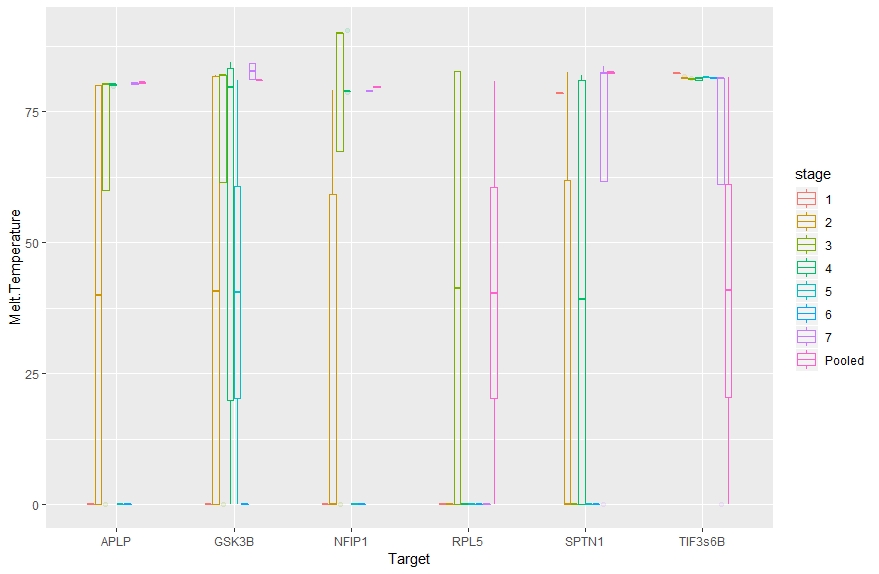 Melt.Temperature
75
50
25
0
APLP
GSK3B
NFIP1
RPL5
SPTN1
TIF3s6B
Target
stage
1
2
3
4
5
6
7
Pooled